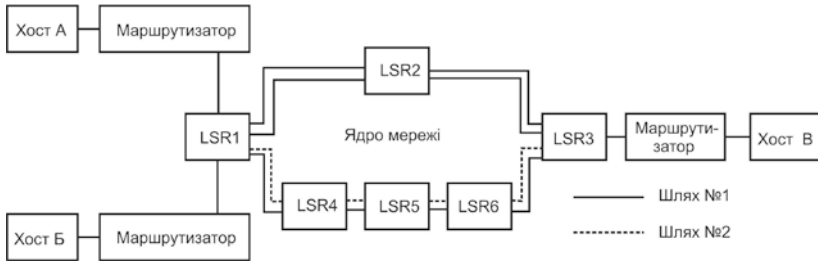 Хост А
Маршрутизатор
LSR2
LSR1
Ядро мережі
LSR3
Маршрути-
затор
Хост В
LSR4
LSR5
LSR6
Шлях №1
Шлях №2
Хост Б
Маршрутизатор